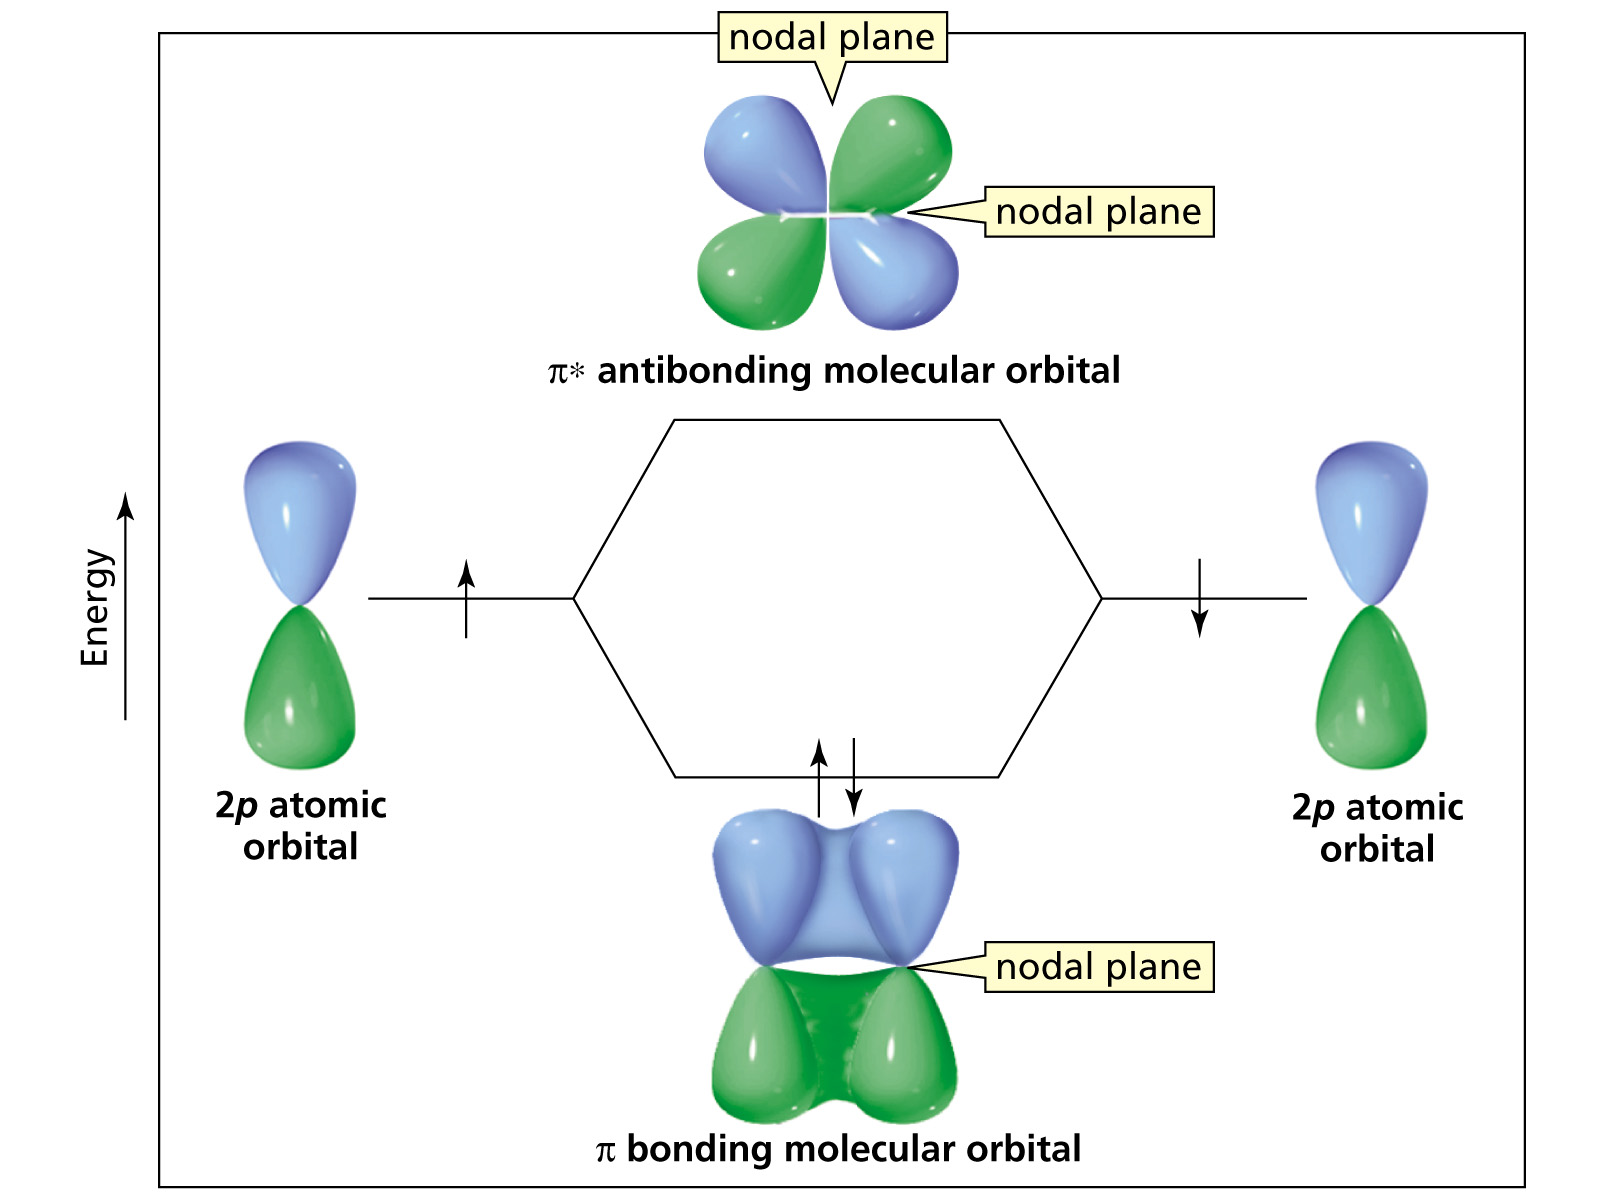 nodal plane
nodal plane
π* antibonding molecular orbital
Energy
2p atomic
orbital
2p atomic
orbital
nodal plane
π bonding molecular orbital